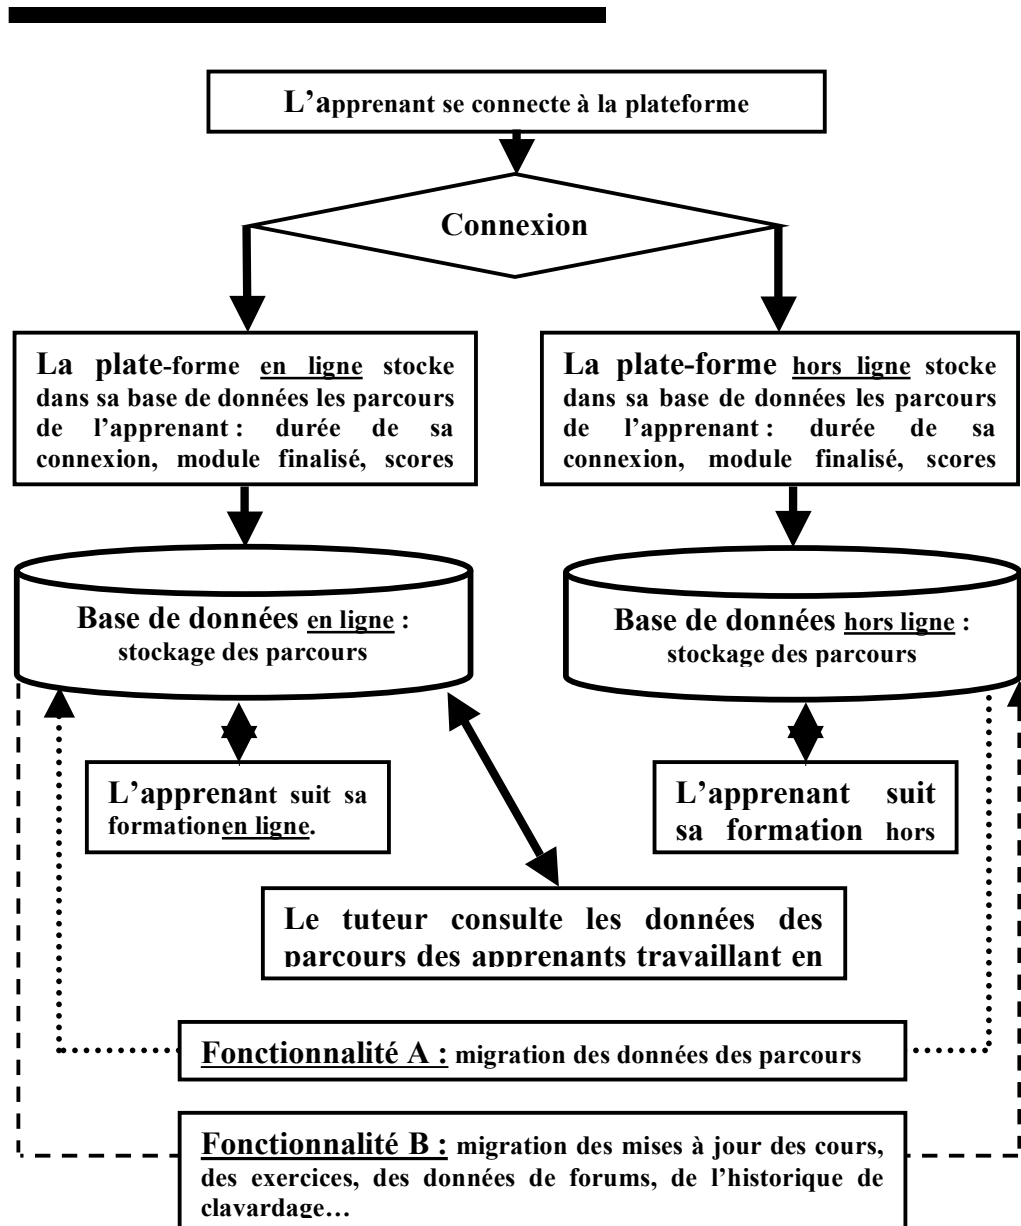 L’apprenant se connecte à la plateforme
Connexion
La plate-forme en ligne stocke
dans sa base de données les parcours
de l’apprenant : durée de sa
connexion, module finalisé, scores
La plate-forme hors ligne stocke
dans sa base de données les parcours
de l’apprenant : durée de sa
connexion, module finalisé, scores
Base de données en ligne :
stockage des parcours
Base de données hors ligne :
stockage des parcours
L’apprenant suit sa
formationen ligne.
L’apprenant suit
sa formation hors
Le tuteur consulte les données des
parcours des apprenants travaillant en
Fonctionnalité A : migration des données des parcours
Fonctionnalité B : migration des mises à jour des cours,
des exercices, des données de forums, de l’historique de
clavardage…